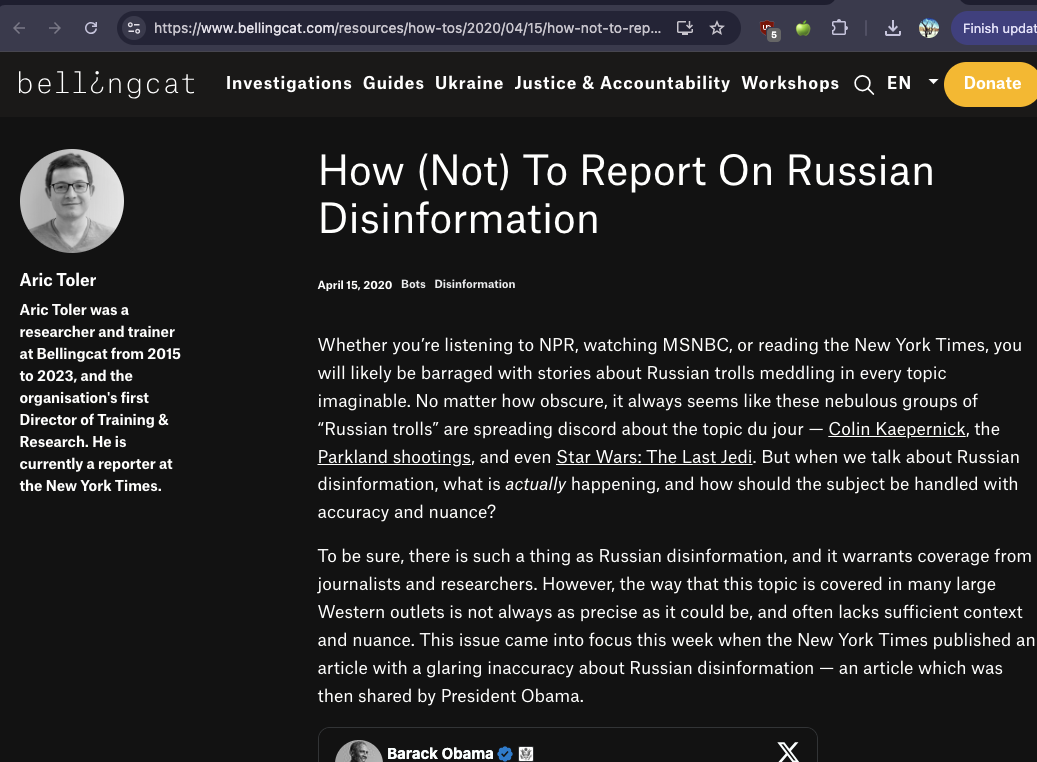 https://www.bellingcat.com/resources/how-tos/2020/04/15/how-not-to-rep...
5
Finish updat
bellingcat
Investigations Guides Ukraine Justice & Accountability Workshops EN Donate
Aric Toler
Aric Toler was a
researcher and trainer
at Bellingcat from 2015
to 2023, and the
organisation's first
Director of Training &
Research. He is
currently a reporter at
the New York Times.
How (Not) To Report On Russian
Disinformation
April 15, 2020 Bots Disinformation
Whether you’re listening to NPR, watching MSNBC, or reading the New York Times, you
will likely be barraged with stories about Russian trolls meddling in every topic
imaginable. No matter how obscure, it always seems like these nebulous groups of
“Russian trolls” are spreading discord about the topic du jour — Colin Kaepernick, the
Parkland shootings, and even Star Wars: The Last Jedi. But when we talk about Russian
disinformation, what is actually happening, and how should the subject be handled with
accuracy and nuance?
To be sure, there is such a thing as Russian disinformation, and it warrants coverage from
journalists and researchers. However, the way that this topic is covered in many large
Western outlets is not always as precise as it could be, and often lacks sufficient context
and nuance. This issue came into focus this week when the New York Times published an
article with a glaring inaccuracy about Russian disinformation — an article which was
then shared by President Obama.
Barack Obama